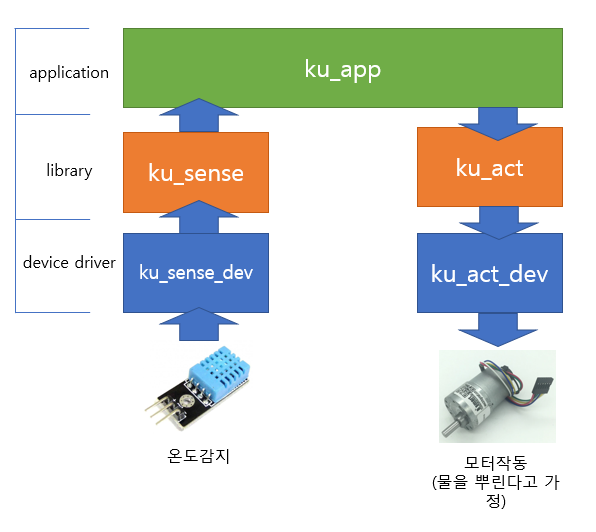 application
ku_app
library
ku_sense
ku_act
device driver
ku_sense_dev
ku_act_dev
온도감지
모터작동
(물을 뿌린다고 가
정)